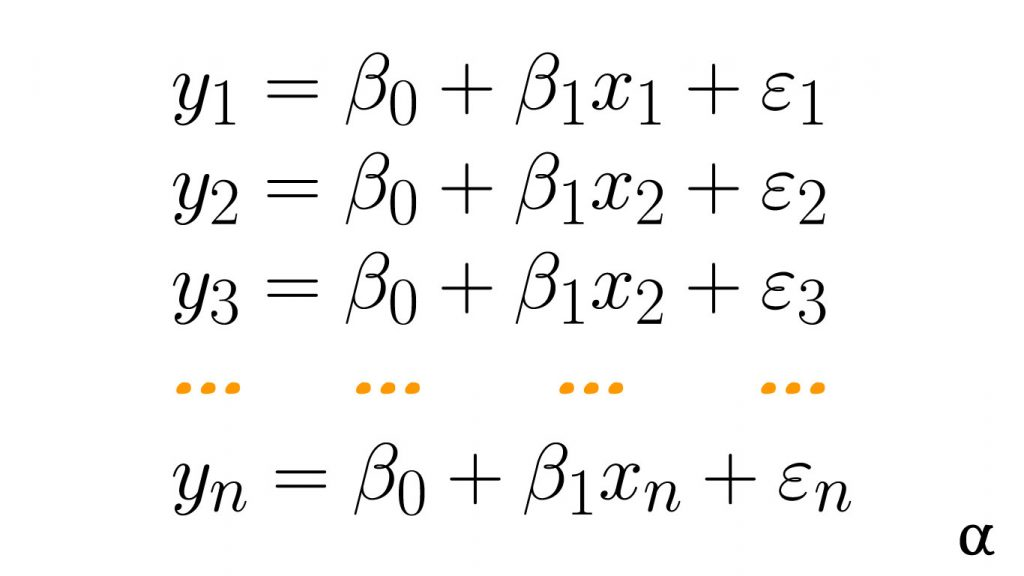 y₁ = β₀ + β₁x₁ + ε₁
y₂ = β₀ + β₁x₂ + ε₂
y₃ = β₀ + β₁x₂ + ε₃
... ... ... ...
yₙ = β₀ + β₁xₙ + εₙ
α